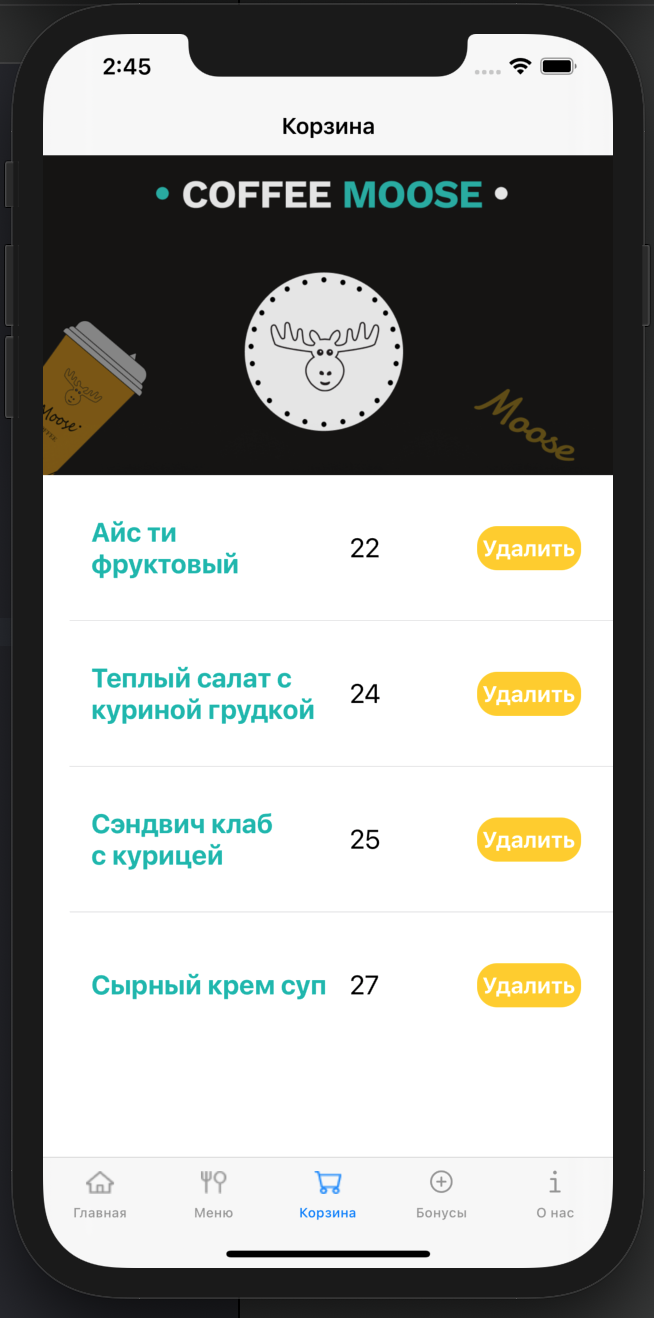 2:45
Корзина
• COFFEE MOOSE •
Moose
Moose
Айс ти
фруктовый
22
Удалить
Теплый салат с
куриной грудкой
24
Удалить
Сэндвич клаб
с курицей
25
Удалить
Сырный крем суп
27
Удалить
Главная
Меню
Корзина
Бонусы
О нас